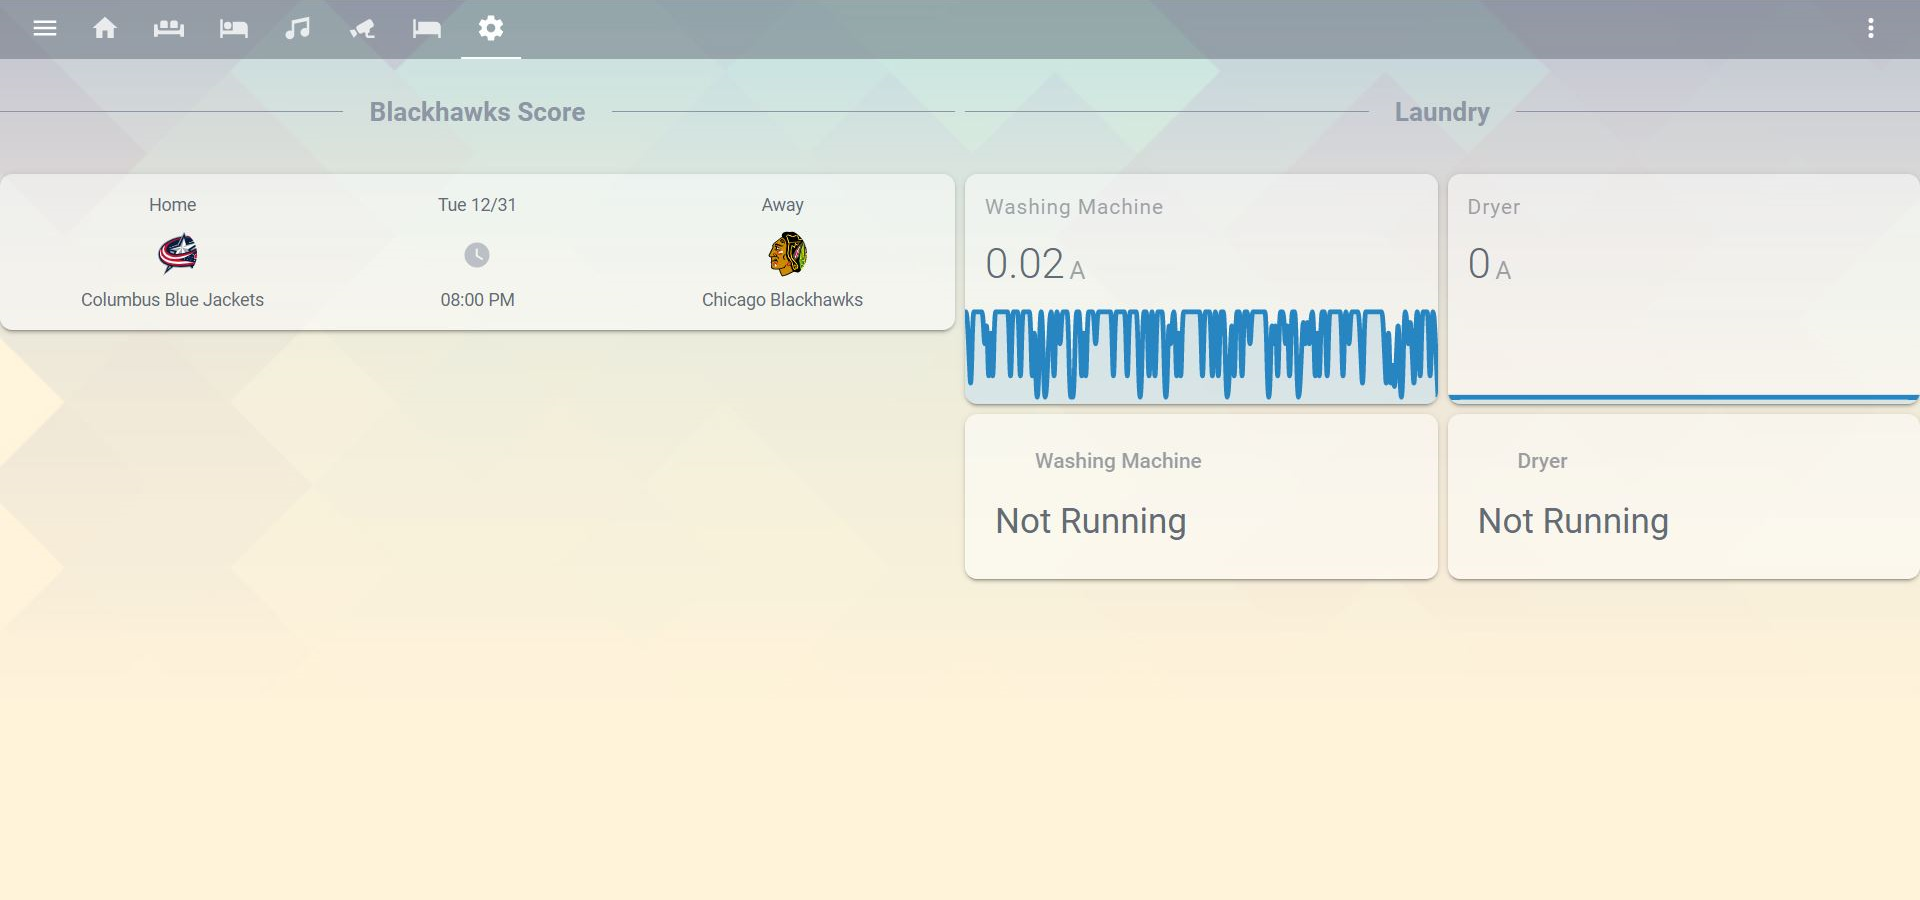 Blackhawks Score
Home
Tue 12/31
Away
Columbus Blue Jackets
08:00 PM
Chicago Blackhawks
Laundry
Washing Machine
0.02 A
Dryer
0 A
Washing Machine
Not Running
Dryer
Not Running